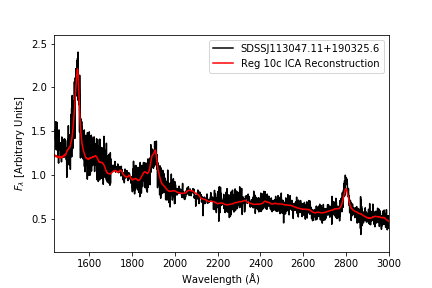 SDSSJ113047.11+190325.6
Reg 10c ICA Reconstruction
2.5
2.0
1.5
1.0
0.5
F_λ [Arbitrary Units]
1600 1800 2000 2200 2400 2600 2800 3000
Wavelength (Å)